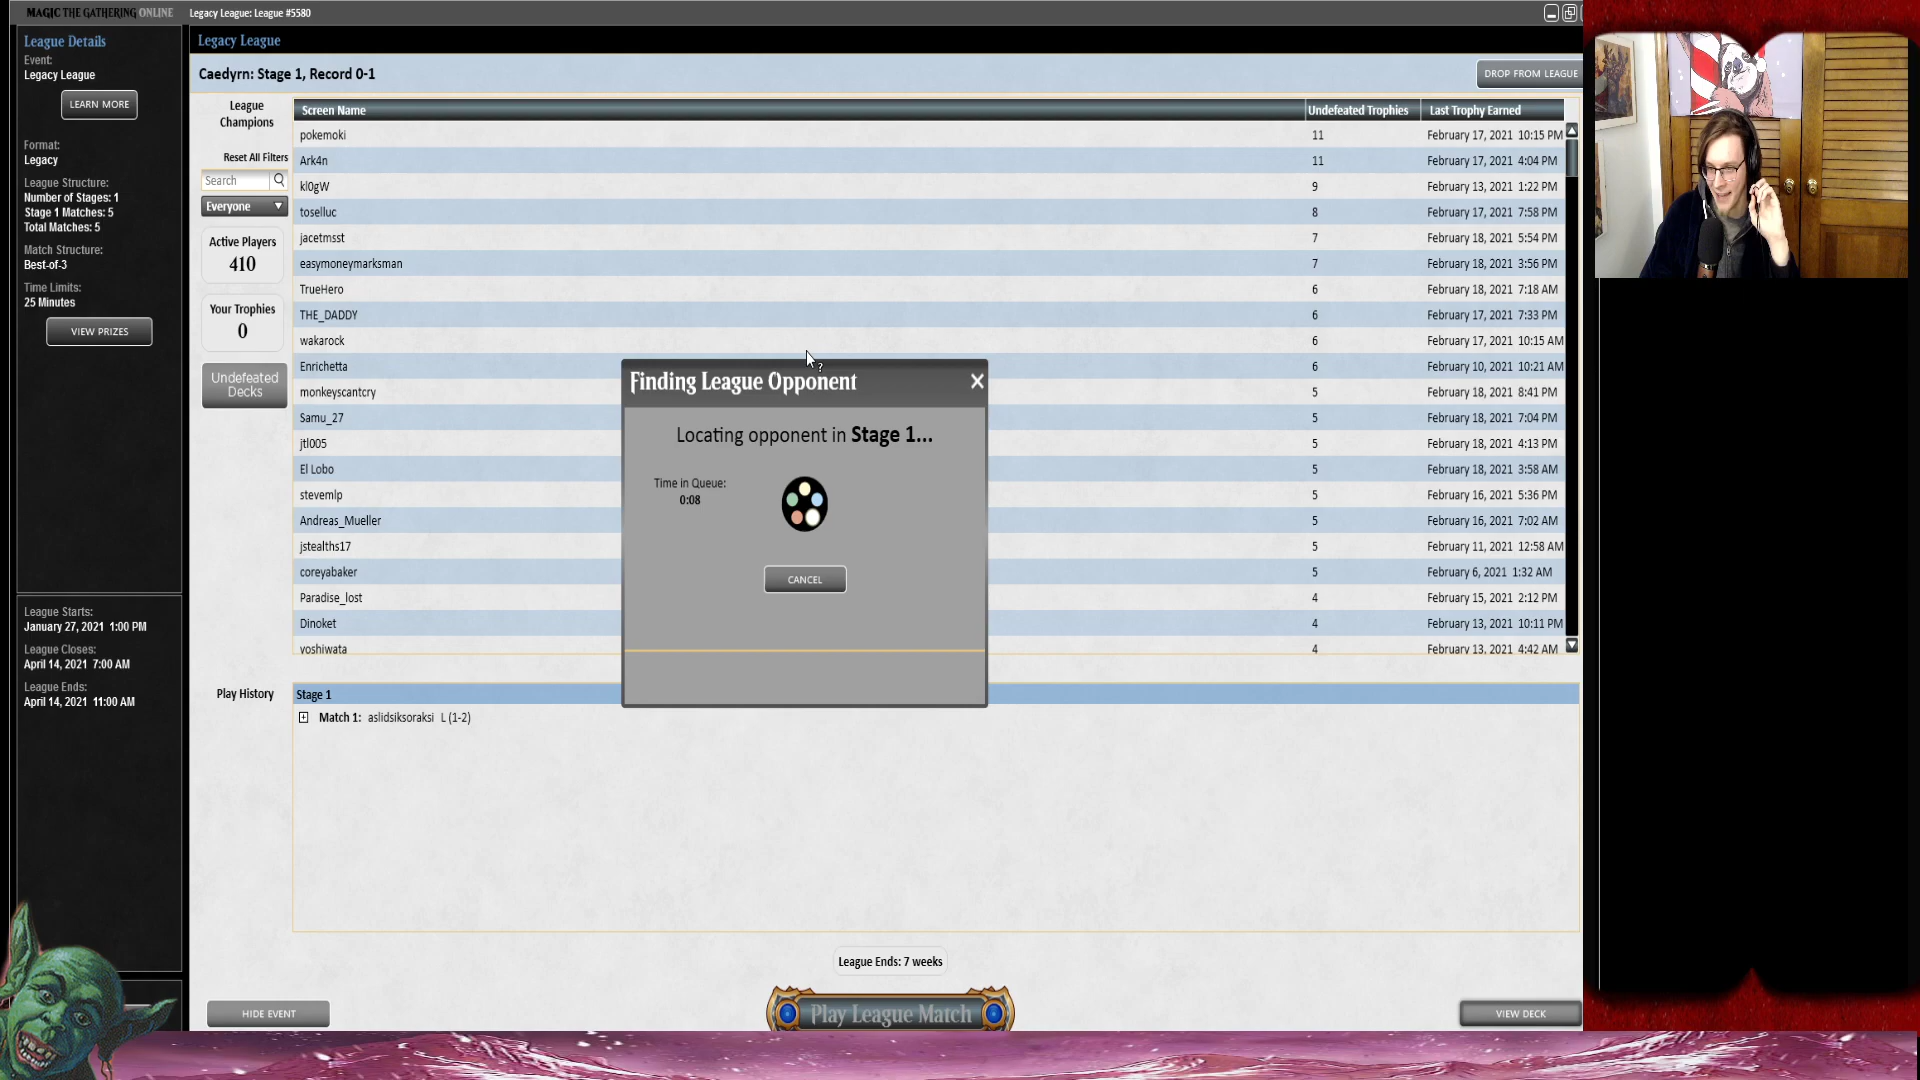 MAGIC THE GATHERING ONLINE
Legacy League: League #5580
League Details
Event:
Legacy League
LEARN MORE
Format:
Legacy
League Structure:
Number of Stages: 1
Stage 1 Matches: 5
Total Matches: 5
Match Structure:
Best-of-3
Time Limits:
25 Minutes
VIEW PRIZES
League Starts:
January 27, 2021 1:00 PM
League Closes:
April 14, 2021 7:00 AM
League Ends:
April 14, 2021 11:00 AM
Legacy League
Caedyrn: Stage 1, Record 0-1
DROP FROM LEAGUE
League
Champions
Reset All Filters
Search
Everyone
Active Players
410
Your Trophies
0
Undefeated
Decks
Screen Name Undefeated Trophies Last Trophy Earned
pokemoki 11 February 17, 2021 10:15 PM
Ark4n 11 February 17, 2021 4:04 PM
kl0gW 9 February 13, 2021 1:22 PM
toselluc 8 February 17, 2021 7:58 PM
jacetmsst 7 February 18, 2021 5:54 PM
easymoneymarksman 7 February 18, 2021 3:56 PM
TrueHero 6 February 18, 2021 7:18 AM
THE_DADDY 6 February 17, 2021 7:33 PM
wakarock 6 February 17, 2021 10:15 AM
Enrichetta 6 February 10, 2021 10:21 AM
monkeyscantcry 5 February 18, 2021 8:41 PM
Samu_27 5 February 18, 2021 7:04 PM
jtl005 5 February 18, 2021 4:13 PM
El Lobo 5 February 18, 2021 3:58 AM
stevemlp 5 February 16, 2021 5:36 PM
Andreas_Mueller 5 February 16, 2021 7:02 AM
jstealths17 5 February 11, 2021 12:58 AM
coreyabaker 5 February 6, 2021 1:32 AM
Paradise_lost 4 February 15, 2021 2:12 PM
Dinoket 4 February 13, 2021 10:11 PM
yoshiwata 4 February 13, 2021 4:42 AM
Finding League Opponent
Locating opponent in Stage 1...
Time in Queue:
0:08
CANCEL
Play History
Stage 1
Match 1: aslidsiksoraksi L (1-2)
League Ends: 7 weeks
HIDE EVENT
Play League Match
VIEW DECK